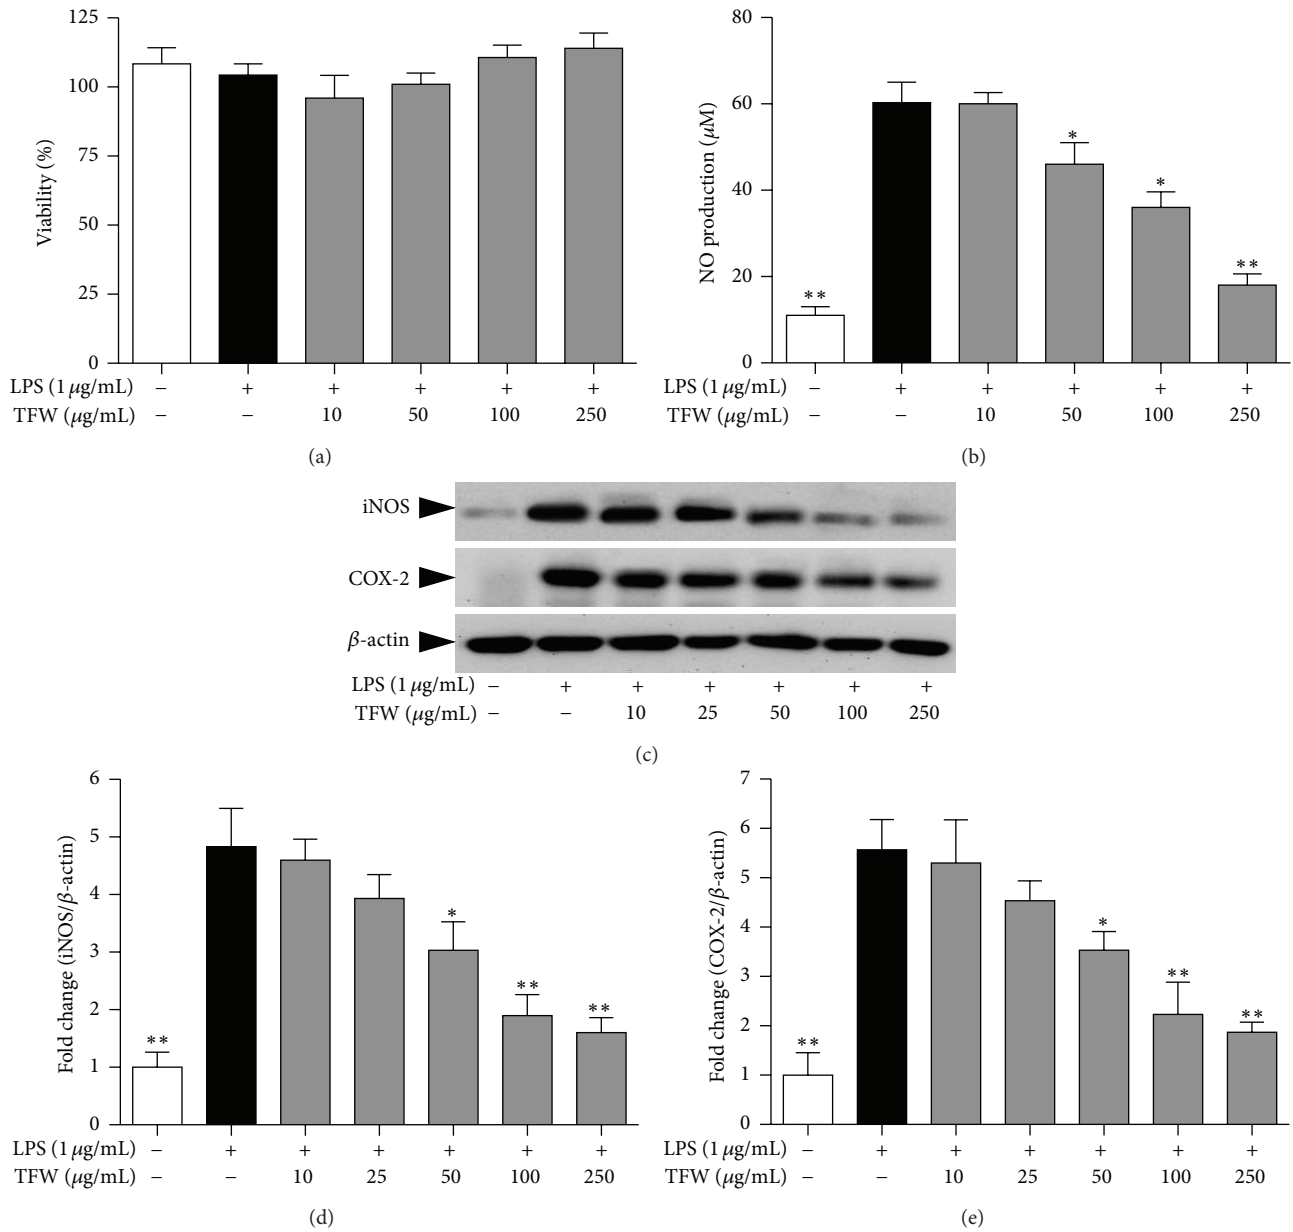 125
100
75
50
25
0
Viability (%)
LPS (1 μg/mL) − + + + + +
TFW (μg/mL) − − 10 50 100 250
(a)
80
60
40
20
0
NO production (μM)
** * * **
LPS (1 μg/mL) − + + + + +
TFW (μg/mL) − − 10 50 100 250
(b)
iNOS
COX-2
β-actin
LPS (1 μg/mL) − + + + + + +
TFW (μg/mL) − − 10 25 50 100 250
(c)
6
5
4
3
2
1
0
Fold change (iNOS/β-actin)
** * ** **
LPS (1 μg/mL) − + + + + + +
TFW (μg/mL) − − 10 25 50 100 250
(d)
7
6
5
4
3
2
1
0
Fold change (COX-2/β-actin)
** * ** **
LPS (1 μg/mL) − + + + + + +
TFW (μg/mL) − − 10 25 50 100 250
(e)